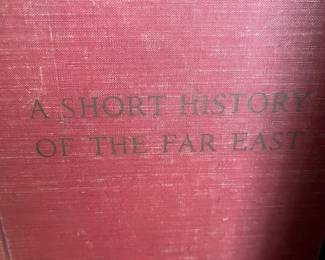 A SHORT HISTORY
OF THE FAR EAST